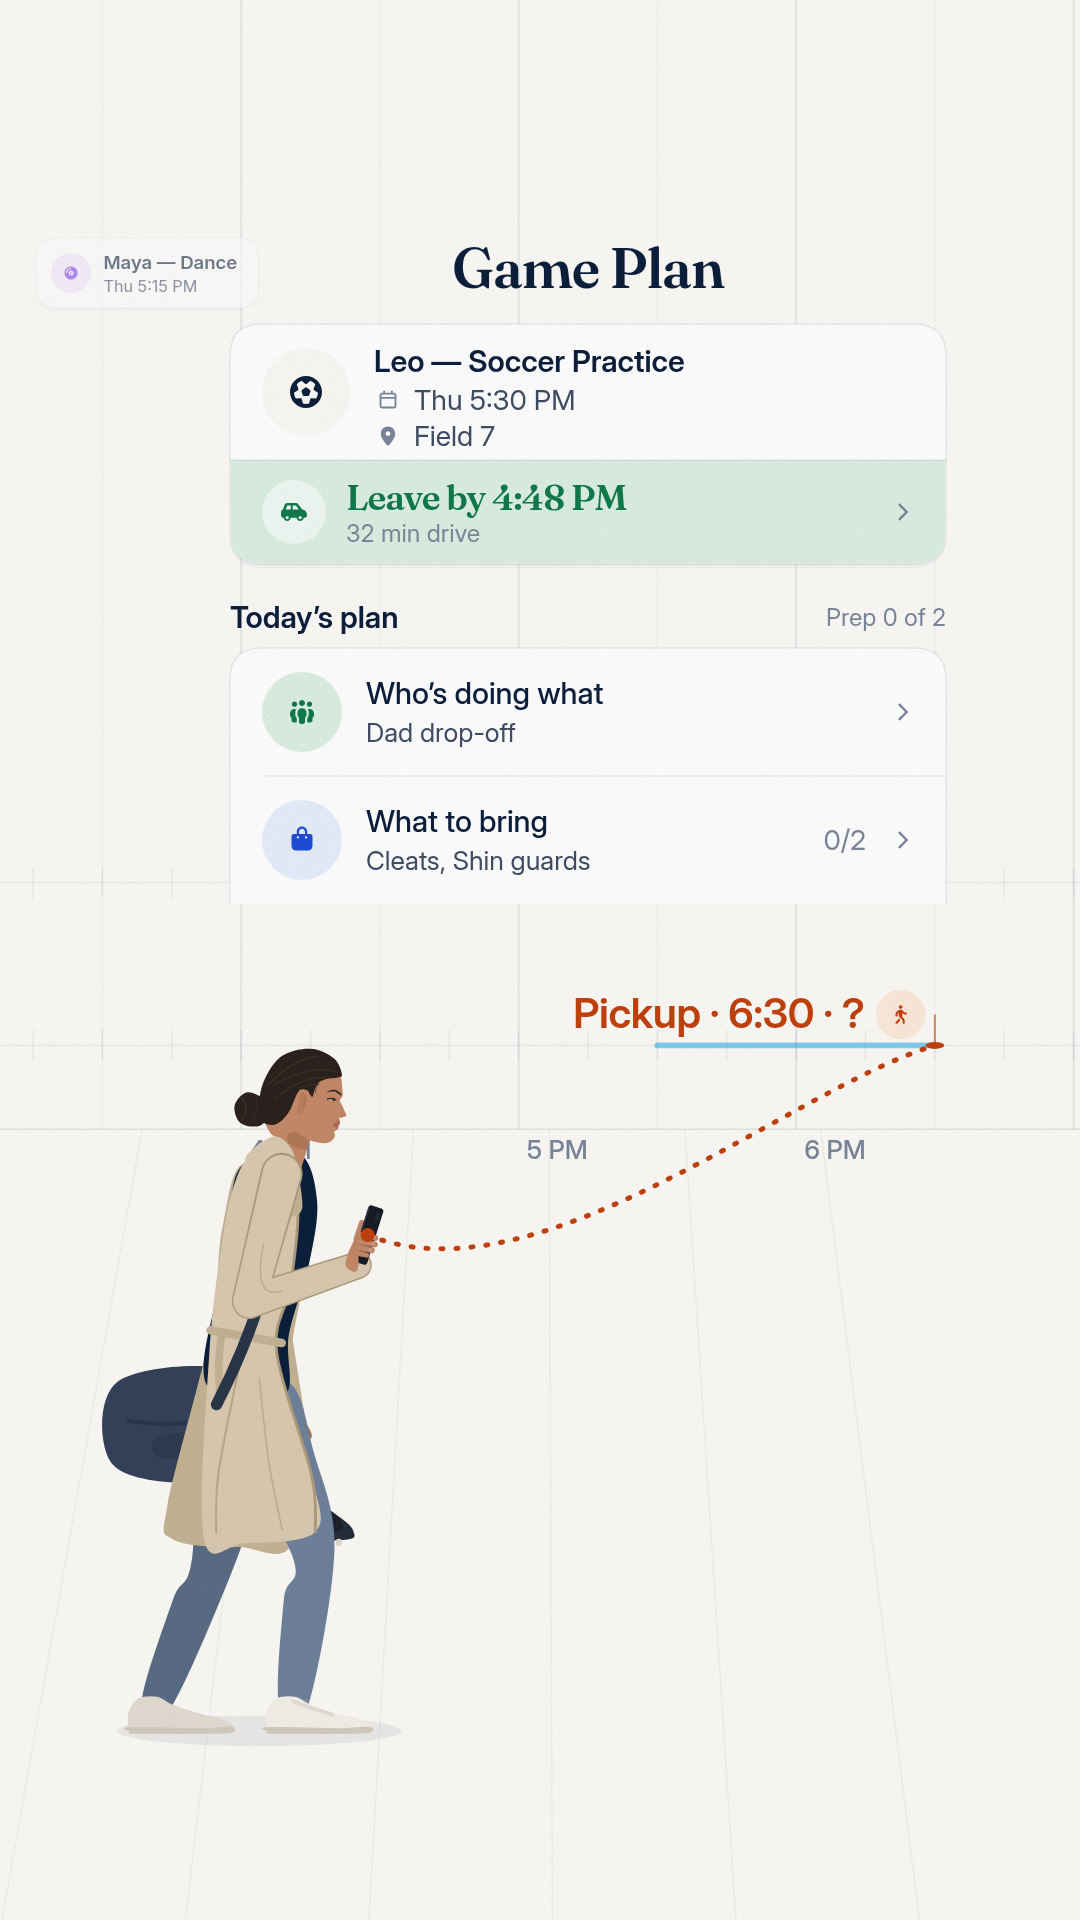 Game Plan
Maya — Dance
Thu 5:15 PM
Leo — Soccer Practice
Thu 5:30 PM
Field 7
Leave by 4:48 PM
32 min drive
Today's plan
Prep 0 of 2
Who's doing what
Dad drop-off
What to bring
Cleats, Shin guards
0/2
Pickup · 6:30 · ?
5 PM
6 PM